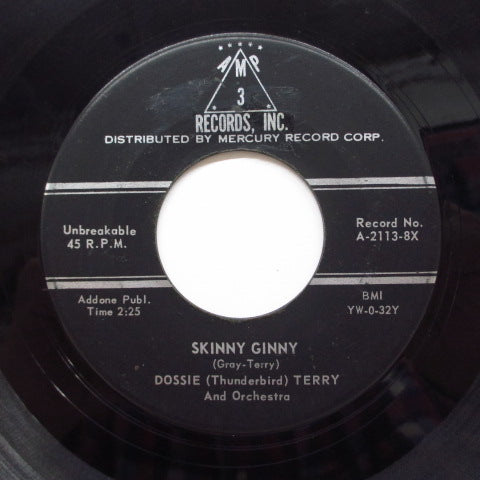 A M P
3
RECORDS, INC.
DISTRIBUTED BY MERCURY RECORD CORP.
Unbreakable
45 R.P.M.
Record No.
A-2113-8X
Addone Publ.
Time 2:25
BMI
YW-0-32Y
SKINNY GINNY
(Gray-Terry)
DOSSIE (Thunderbird) TERRY
And Orchestra